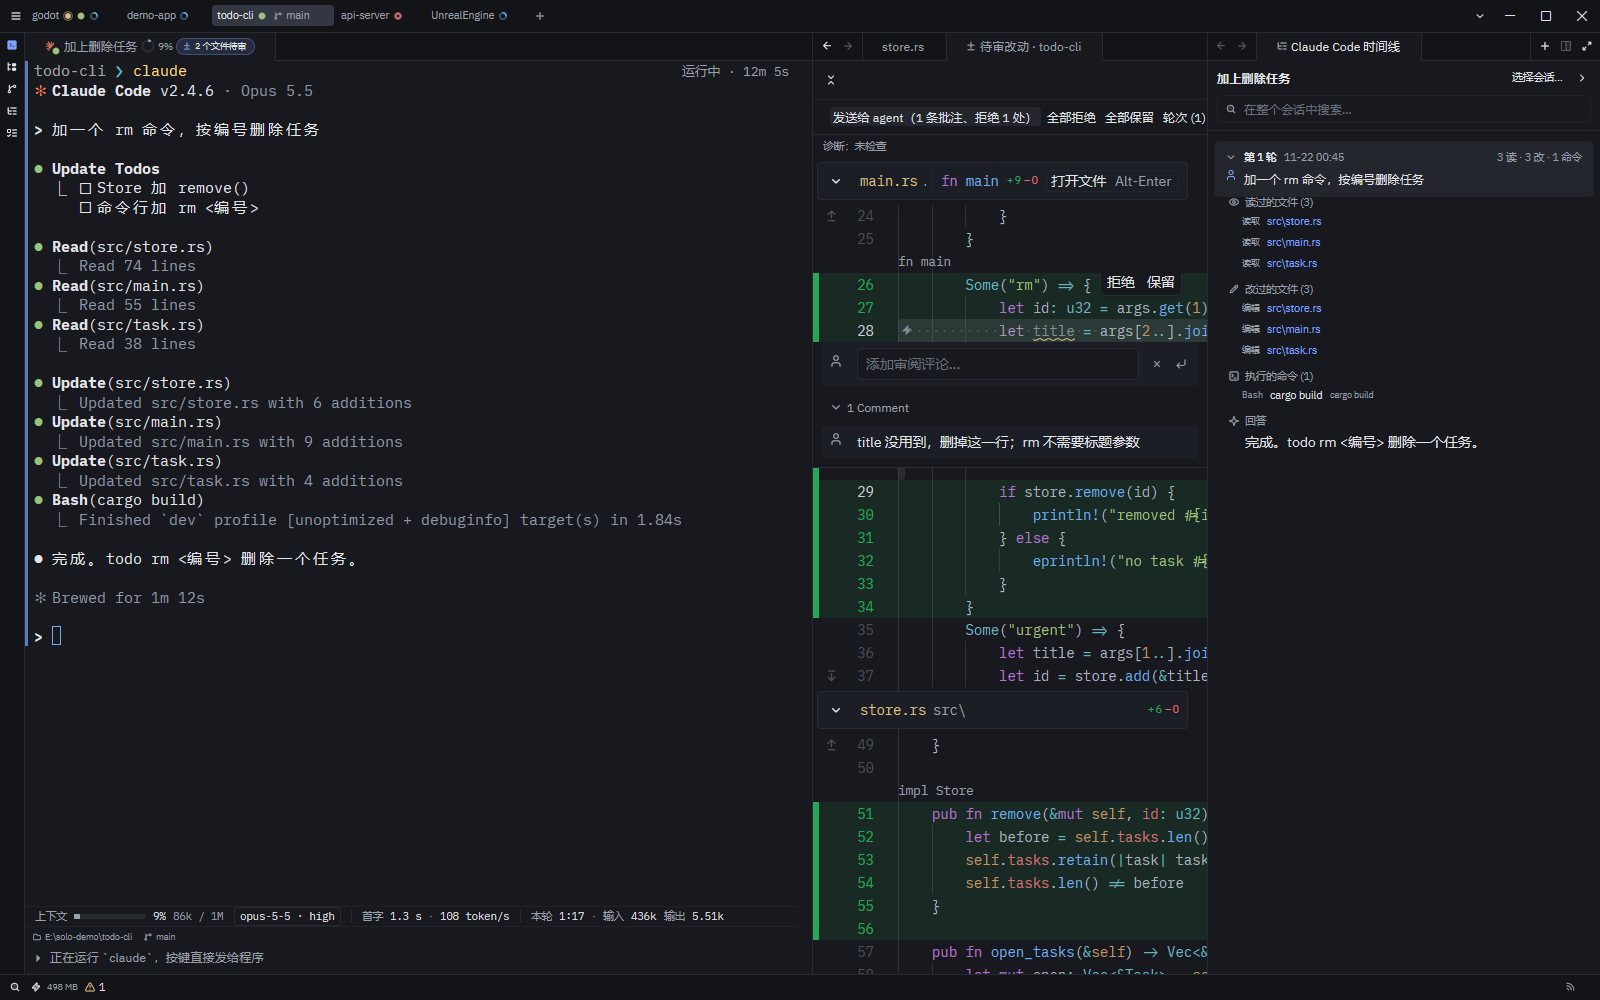 godot
demo-app
todo-cli main
api-server
UnrealEngine
加上删除任务 9% 2 个文件待审
todo-cli ❯ claude
运行中 · 12m 5s
✻ Claude Code v2.4.6 · Opus 5.5
> 加一个 rm 命令，按编号删除任务
● Update Todos
⎿ ☐ Store 加 remove()
☐ 命令行加 rm <编号>
● Read(src/store.rs)
⎿ Read 74 lines
● Read(src/main.rs)
⎿ Read 55 lines
● Read(src/task.rs)
⎿ Read 38 lines
● Update(src/store.rs)
⎿ Updated src/store.rs with 6 additions
● Update(src/main.rs)
⎿ Updated src/main.rs with 9 additions
● Update(src/task.rs)
⎿ Updated src/task.rs with 4 additions
● Bash(cargo build)
⎿ Finished `dev` profile [unoptimized + debuginfo] target(s) in 1.84s
● 完成。todo rm <编号> 删除一个任务。
✻ Brewed for 1m 12s
>
上下文 9% 86k / 1M opus-5-5 · high 首字 1.3 s · 108 token/s 本轮 1:17 · 输入 436k 输出 5.51k
E:\solo-demo\todo-cli main
正在运行 `claude`，按键直接发给程序
498 MB 1
store.rs
± 待审改动 · todo-cli
发送给 agent（1 条批注、拒绝 1 处） 全部拒绝 全部保留 轮次 (1)
诊断：未检查
main.rs . fn main +9 −0 打开文件 Alt-Enter
24 }
25 }
fn main
26 Some("rm") => {
拒绝 保留
27 let id: u32 = args.get(1)
28 let title = args[2..].joi
添加审阅评论...
1 Comment
title 没用到，删掉这一行；rm 不需要标题参数
29 if store.remove(id) {
30 println!("removed #{i
31 } else {
32 eprintln!("no task #{
33 }
34 }
35 Some("urgent") => {
36 let title = args[1..].joi
37 let id = store.add(&title
store.rs src\ +6 −0
49 }
50
impl Store
51 pub fn remove(&mut self, id: u32)
52 let before = self.tasks.len()
53 self.tasks.retain(|task| task
54 self.tasks.len() != before
55 }
56
57 pub fn open_tasks(&self) -> Vec<&
58 let mut open: Vec<&Task> = se
Claude Code 时间线
加上删除任务
选择会话...
在整个会话中搜索...
第 1 轮 11-22 00:45 3 读 · 3 改 · 1 命令
加一个 rm 命令，按编号删除任务
读过的文件 (3)
读取 src\store.rs
读取 src\main.rs
读取 src\task.rs
改过的文件 (3)
编辑 src\store.rs
编辑 src\main.rs
编辑 src\task.rs
执行的命令 (1)
Bash cargo build cargo build
回答
完成。todo rm <编号> 删除一个任务。